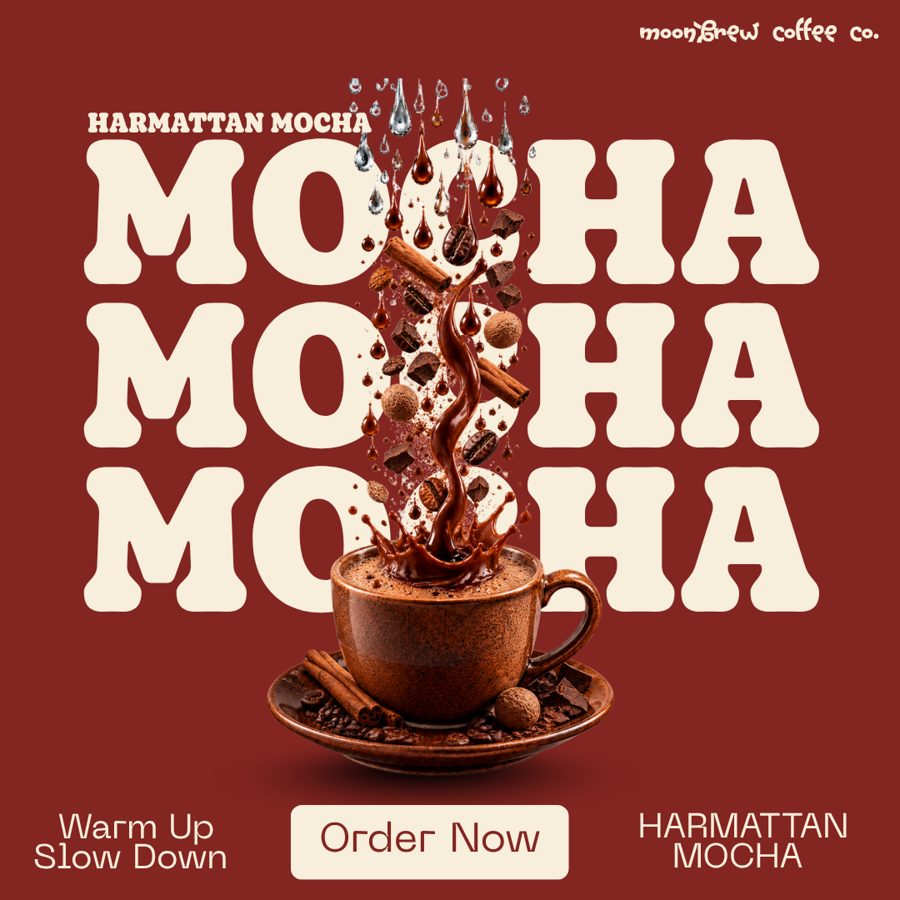 moonBrew coffee co.
HARMATTAN MOCHA
MOCHA
MOCHA
MOCHA
Warm Up
Slow Down
Order Now
HARMATTAN
MOCHA